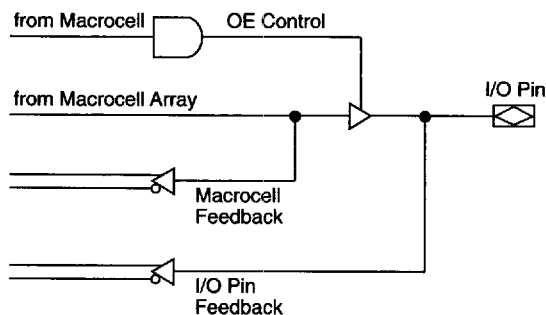 from Macrocell
OE Control
I/O Pin
from Macrocell Array
Macrocell
Feedback
I/O Pin
Feedback